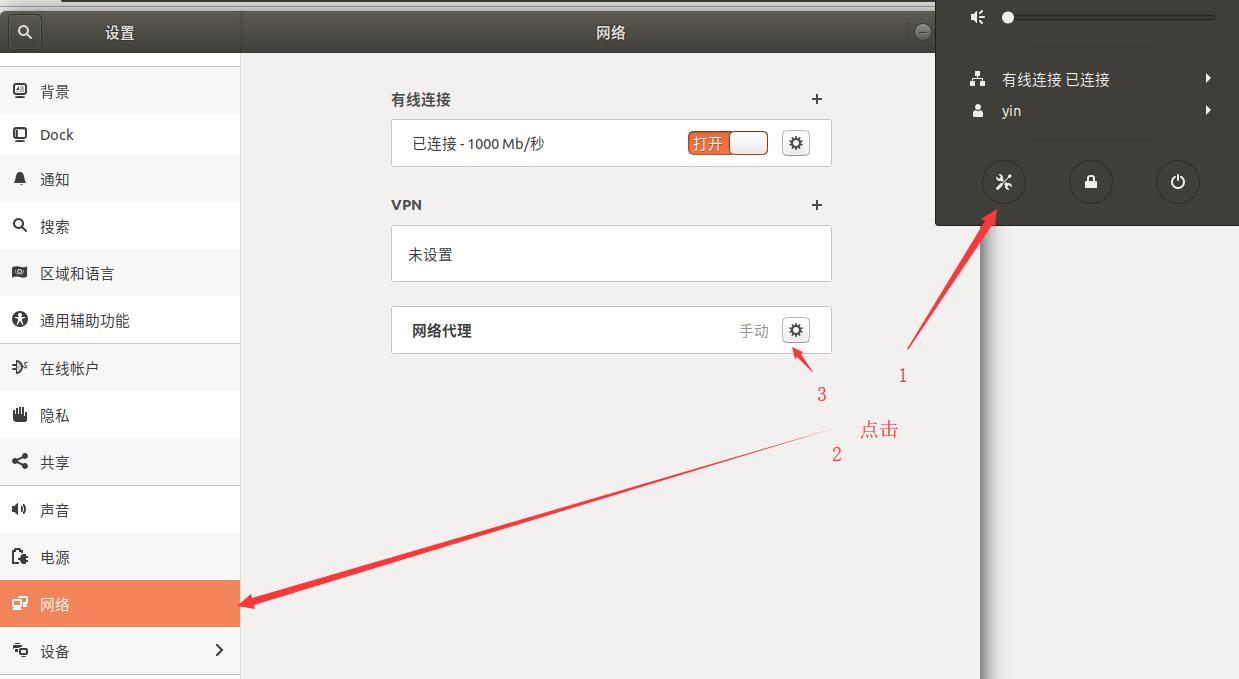 设置
网络
背景
Dock
通知
搜索
区域和语言
通用辅助功能
在线帐户
隐私
共享
声音
电源
网络
设备
有线连接
已连接 - 1000 Mb/秒
打开
VPN
未设置
网络代理
手动
有线连接 已连接
yin
1
3
点击
2